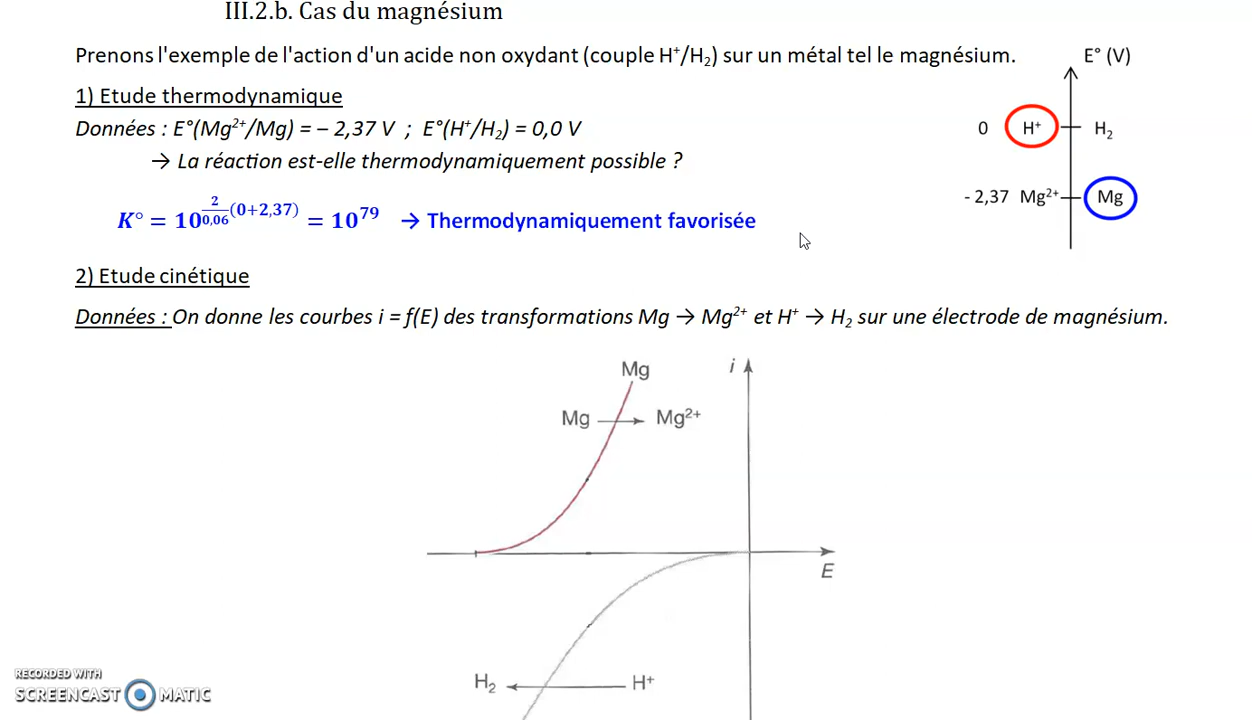 III.2.b. Cas du magnésium
Prenons l'exemple de l'action d'un acide non oxydant (couple H⁺/H₂) sur un métal tel le magnésium.
E° (V)
1) Etude thermodynamique
Données : E°(Mg²⁺/Mg) = – 2,37 V ; E°(H⁺/H₂) = 0,0 V
0 H⁺ H₂
→ La réaction est-elle thermodynamiquement possible ?
- 2,37 Mg²⁺ Mg
K° = 10^(2/0,06 (0+2,37)) = 10⁷⁹ → Thermodynamiquement favorisée
2) Etude cinétique
Données : On donne les courbes i = f(E) des transformations Mg → Mg²⁺ et H⁺ → H₂ sur une électrode de magnésium.
Mg
i
Mg → Mg²⁺
E
H₂ ← H⁺
RECORDED WITH
SCREENCAST MATIC